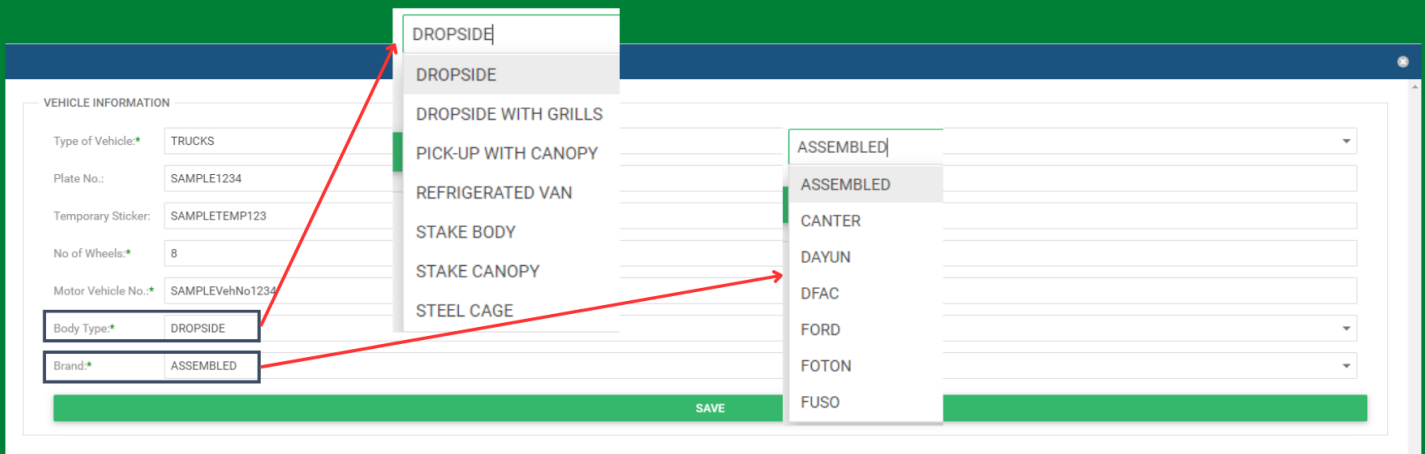 DROPSIDE
DROPSIDE
DROPSIDE WITH GRILLS
PICK-UP WITH CANOPY
REFRIGERATED VAN
STAKE BODY
STAKE CANOPY
STEEL CAGE
VEHICLE INFORMATION
Type of Vehicle:* TRUCKS
Plate No.: SAMPLE1234
Temporary Sticker: SAMPLETEMP123
No of Wheels:* 8
Motor Vehicle No.:* SAMPLEVehNo1234
Body Type:* DROPSIDE
Brand:* ASSEMBLED
ASSEMBLED
ASSEMBLED
CANTER
DAYUN
DFAC
FORD
FOTON
FUSO
SAVE